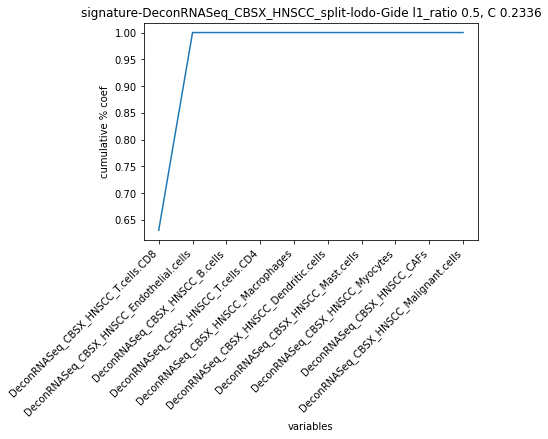 signature-DeconRNASeq_CBSX_HNSCC_split-lodo-Gide l1_ratio 0.5, C 0.2336
cumulative % coef
1.00
0.95
0.90
0.85
0.80
0.75
0.70
0.65
DeconRNASeq_CBSX_HNSCC_T.cells.CD8
DeconRNASeq_CBSX_HNSCC_Endothelial.cells
DeconRNASeq_CBSX_HNSCC_B.cells
DeconRNASeq_CBSX_HNSCC_T.cells.CD4
DeconRNASeq_CBSX_HNSCC_Macrophages
DeconRNASeq_CBSX_HNSCC_Dendritic.cells
DeconRNASeq_CBSX_HNSCC_Mast.cells
DeconRNASeq_CBSX_HNSCC_Myocytes
DeconRNASeq_CBSX_HNSCC_CAFs
DeconRNASeq_CBSX_HNSCC_Malignant.cells
variables